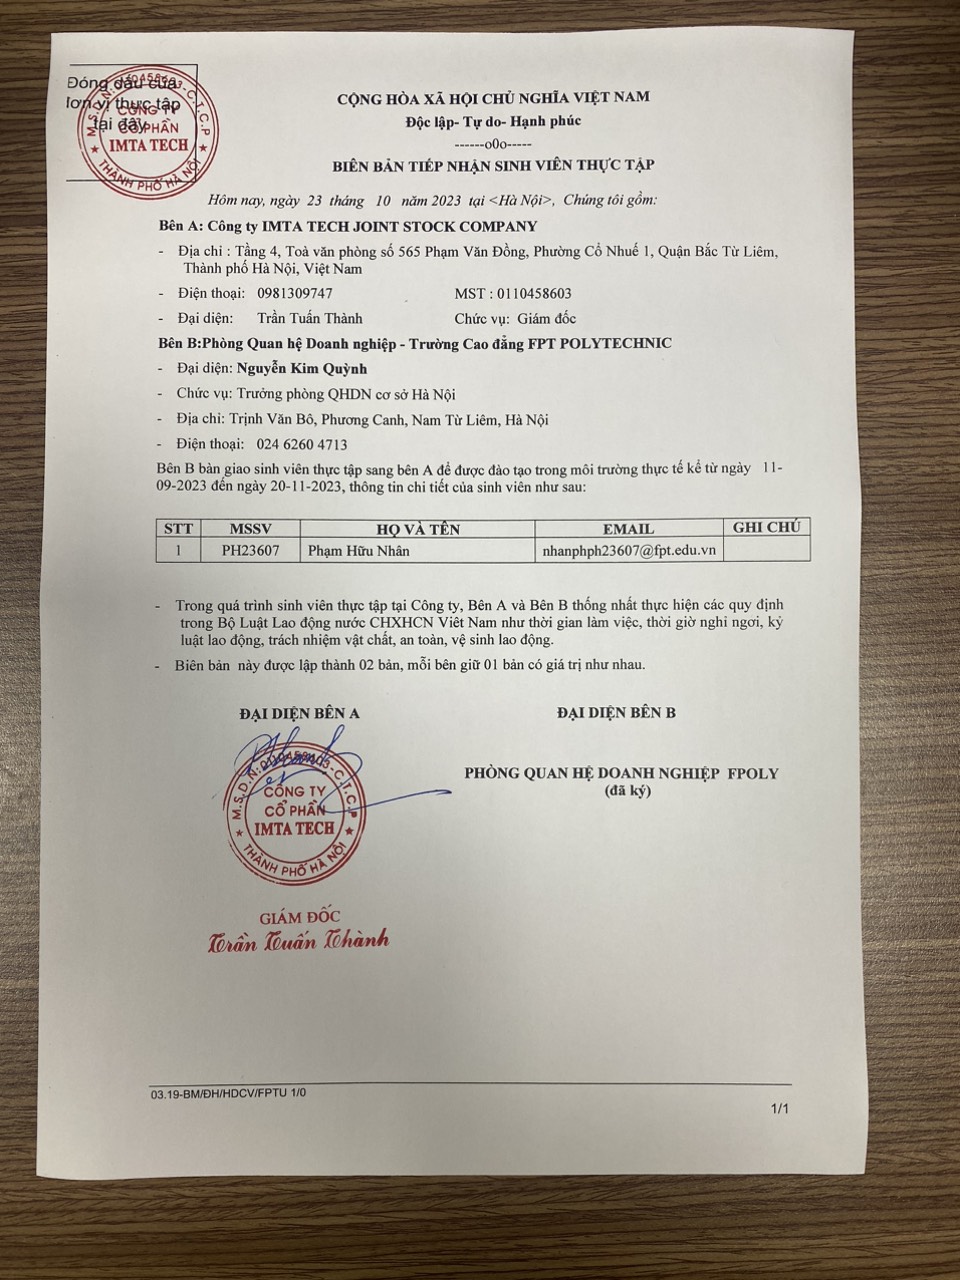 Đóng dấu của
đơn vị thực tập
tại đây
M.S.D.N:0110458603-C.T.C.P
CÔNG TY
CỔ PHẦN
IMTA TECH
THÀNH PHỐ HÀ NỘI
CỘNG HÒA XÃ HỘI CHỦ NGHĨA VIỆT NAM
Độc lập- Tự do- Hạnh phúc
------o0o-----
BIÊN BẢN TIẾP NHẬN SINH VIÊN THỰC TẬP
Hôm nay, ngày 23 tháng 10 năm 2023 tại <Hà Nội>, Chúng tôi gồm:
Bên A: Công ty IMTA TECH JOINT STOCK COMPANY
- Địa chỉ : Tầng 4, Toà văn phòng số 565 Phạm Văn Đồng, Phường Cổ Nhuế 1, Quận Bắc Từ Liêm,
Thành phố Hà Nội, Việt Nam
- Điện thoại: 0981309747 MST : 0110458603
- Đại diện: Trần Tuấn Thành Chức vụ: Giám đốc
Bên B:Phòng Quan hệ Doanh nghiệp - Trường Cao đẳng FPT POLYTECHNIC
- Đại diện: Nguyễn Kim Quỳnh
- Chức vụ: Trưởng phòng QHDN cơ sở Hà Nội
- Địa chỉ: Trịnh Văn Bô, Phương Canh, Nam Từ Liêm, Hà Nội
- Điện thoại: 024 6260 4713
Bên B bàn giao sinh viên thực tập sang bên A để được đào tạo trong môi trường thực tế kể từ ngày 11-
09-2023 đến ngày 20-11-2023, thông tin chi tiết của sinh viên như sau:
STT MSSV HỌ VÀ TÊN EMAIL GHI CHÚ
1 PH23607 Phạm Hữu Nhân nhanphph23607@fpt.edu.vn
- Trong quá trình sinh viên thực tập tại Công ty, Bên A và Bên B thống nhất thực hiện các quy định
trong Bộ Luật Lao động nước CHXHCN Viêt Nam như thời gian làm việc, thời giờ nghỉ ngơi, kỷ
luật lao động, trách nhiệm vật chất, an toàn, vệ sinh lao động.
- Biên bản này được lập thành 02 bản, mỗi bên giữ 01 bản có giá trị như nhau.
ĐẠI DIỆN BÊN A ĐẠI DIỆN BÊN B
PHÒNG QUAN HỆ DOANH NGHIỆP FPOLY
(đã ký)
M.S.D.N:0110458603-C.T.C.P
CÔNG TY
CỔ PHẦN
IMTA TECH
THÀNH PHỐ HÀ NỘI
GIÁM ĐỐC
Trần Tuấn Thành
03.19-BM/ĐH/HDCV/FPTU 1/0
1/1